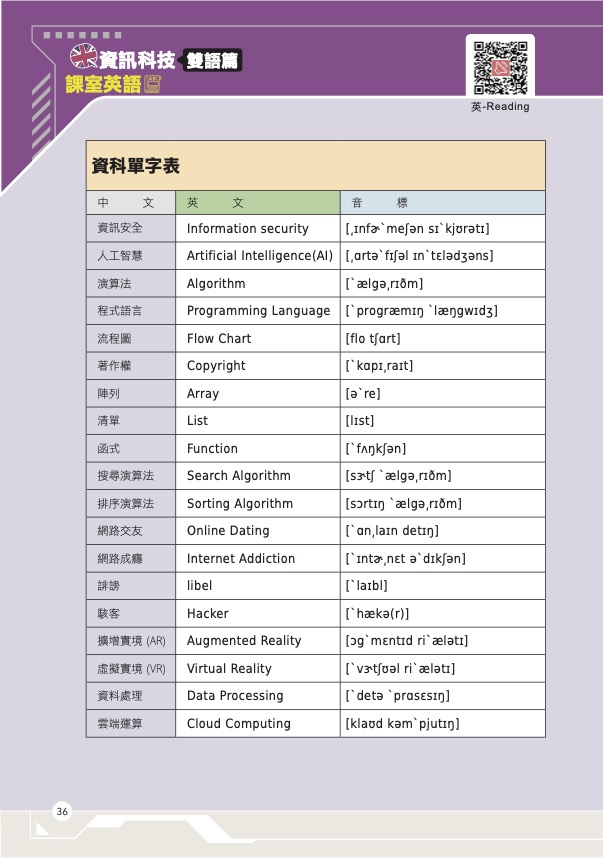 資訊科技 雙語篇
課室英語
ABC
英-Reading
資科單字表
中 文 英 文 音 標
資訊安全 Information security [ˌɪnfɚˋmeʃən sɪˋkjʊrətɪ]
人工智慧 Artificial Intelligence(AI) [ˌɑrtəˋfɪʃəl ɪnˋtɛlədʒəns]
演算法 Algorithm [ˋælgəˌrɪðm]
程式語言 Programming Language [ˋprogræmɪŋ ˋlæŋgwɪdʒ]
流程圖 Flow Chart [flo tʃɑrt]
著作權 Copyright [ˋkɑpɪˌraɪt]
陣列 Array [əˋre]
清單 List [lɪst]
函式 Function [ˋfʌŋkʃən]
搜尋演算法 Search Algorithm [sɝtʃ ˋælgəˌrɪðm]
排序演算法 Sorting Algorithm [sɔrtɪŋ ˋælgəˌrɪðm]
網路交友 Online Dating [ˋɑnˌlaɪn detɪŋ]
網路成癮 Internet Addiction [ˋɪntɚˌnɛt əˋdɪkʃən]
誹謗 libel [ˋlaɪbl]
駭客 Hacker [ˋhækə(r)]
擴增實境 (AR) Augmented Reality [ɔgˋmɛntɪd riˋælətɪ]
虛擬實境 (VR) Virtual Reality [ˋvɝtʃʊəl riˋælətɪ]
資料處理 Data Processing [ˋdetə ˋprɑsɛsɪŋ]
雲端運算 Cloud Computing [klaʊd kəmˋpjutɪŋ]
36